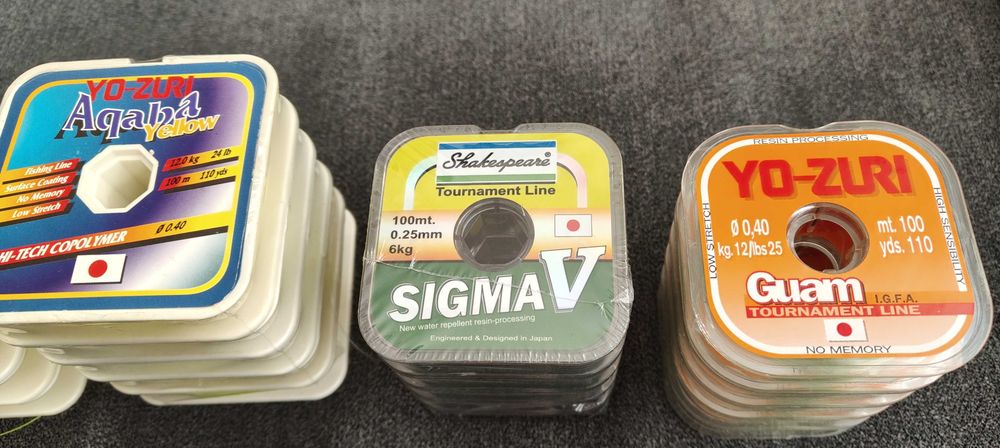 YO-ZURI
Aqaba
Yellow
Fishing Line
Surface Coating
No Memory
Low Stretch
12.0 kg 24 lb
100 m 110 yds
Ø 0.40
HI-TECH COPOLYMER
Shakespeare®
Tournament Line
100mt.
0.25mm
6kg
SIGMA V
New water repellent resin-processing
Engineered & Designed in Japan
RESIN PROCESSING
YO-ZURI
LOW STRETCH
HIGH SENSIBILITY
Ø 0,40
kg. 12/lbs 25
mt. 100
yds. 110
Guam
I.G.F.A.
TOURNAMENT LINE
NO MEMORY